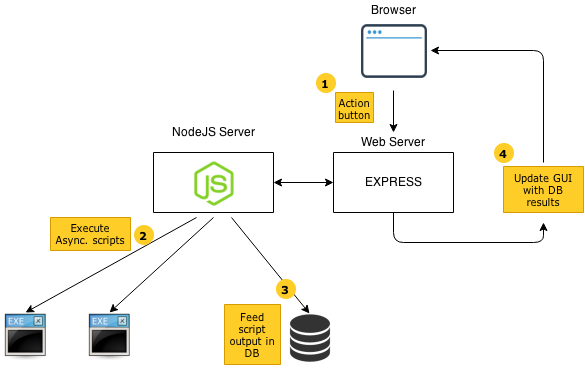 Browser
1
Action
button
NodeJS Server
Web Server
4
JS
EXPRESS
Update GUI
with DB
results
Execute
Async. scripts
2
3
EXE
EXE
Feed
script
output in
DB